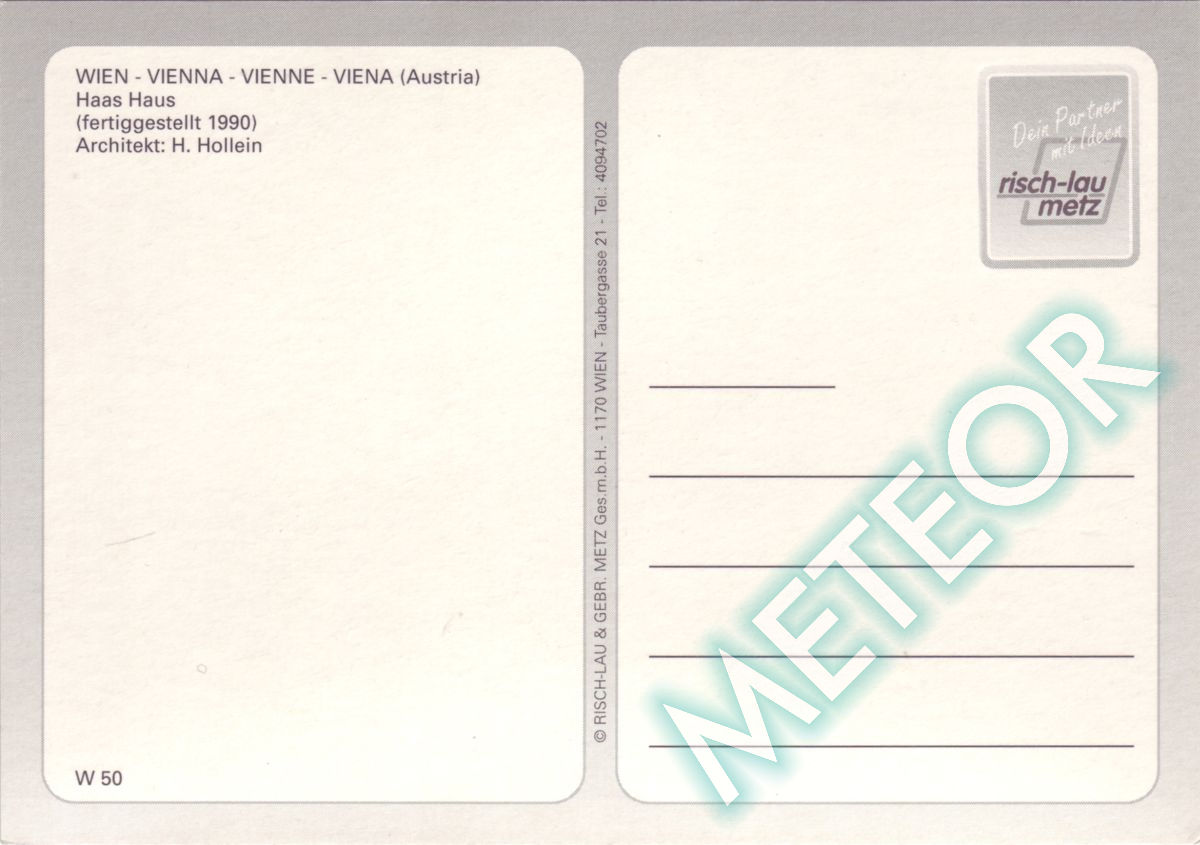 WIEN - VIENNA - VIENNE - VIENA (Austria)
Haas Haus
(fertiggestellt 1990)
Architekt: H. Hollein
W 50
© RISCH-LAU & GEBR. METZ Ges.m.b.H. - 1170 WIEN - Taubergasse 21 - Tel.: 4094702
Dein Partner
mit Ideen
risch-lau
metz
METEOR